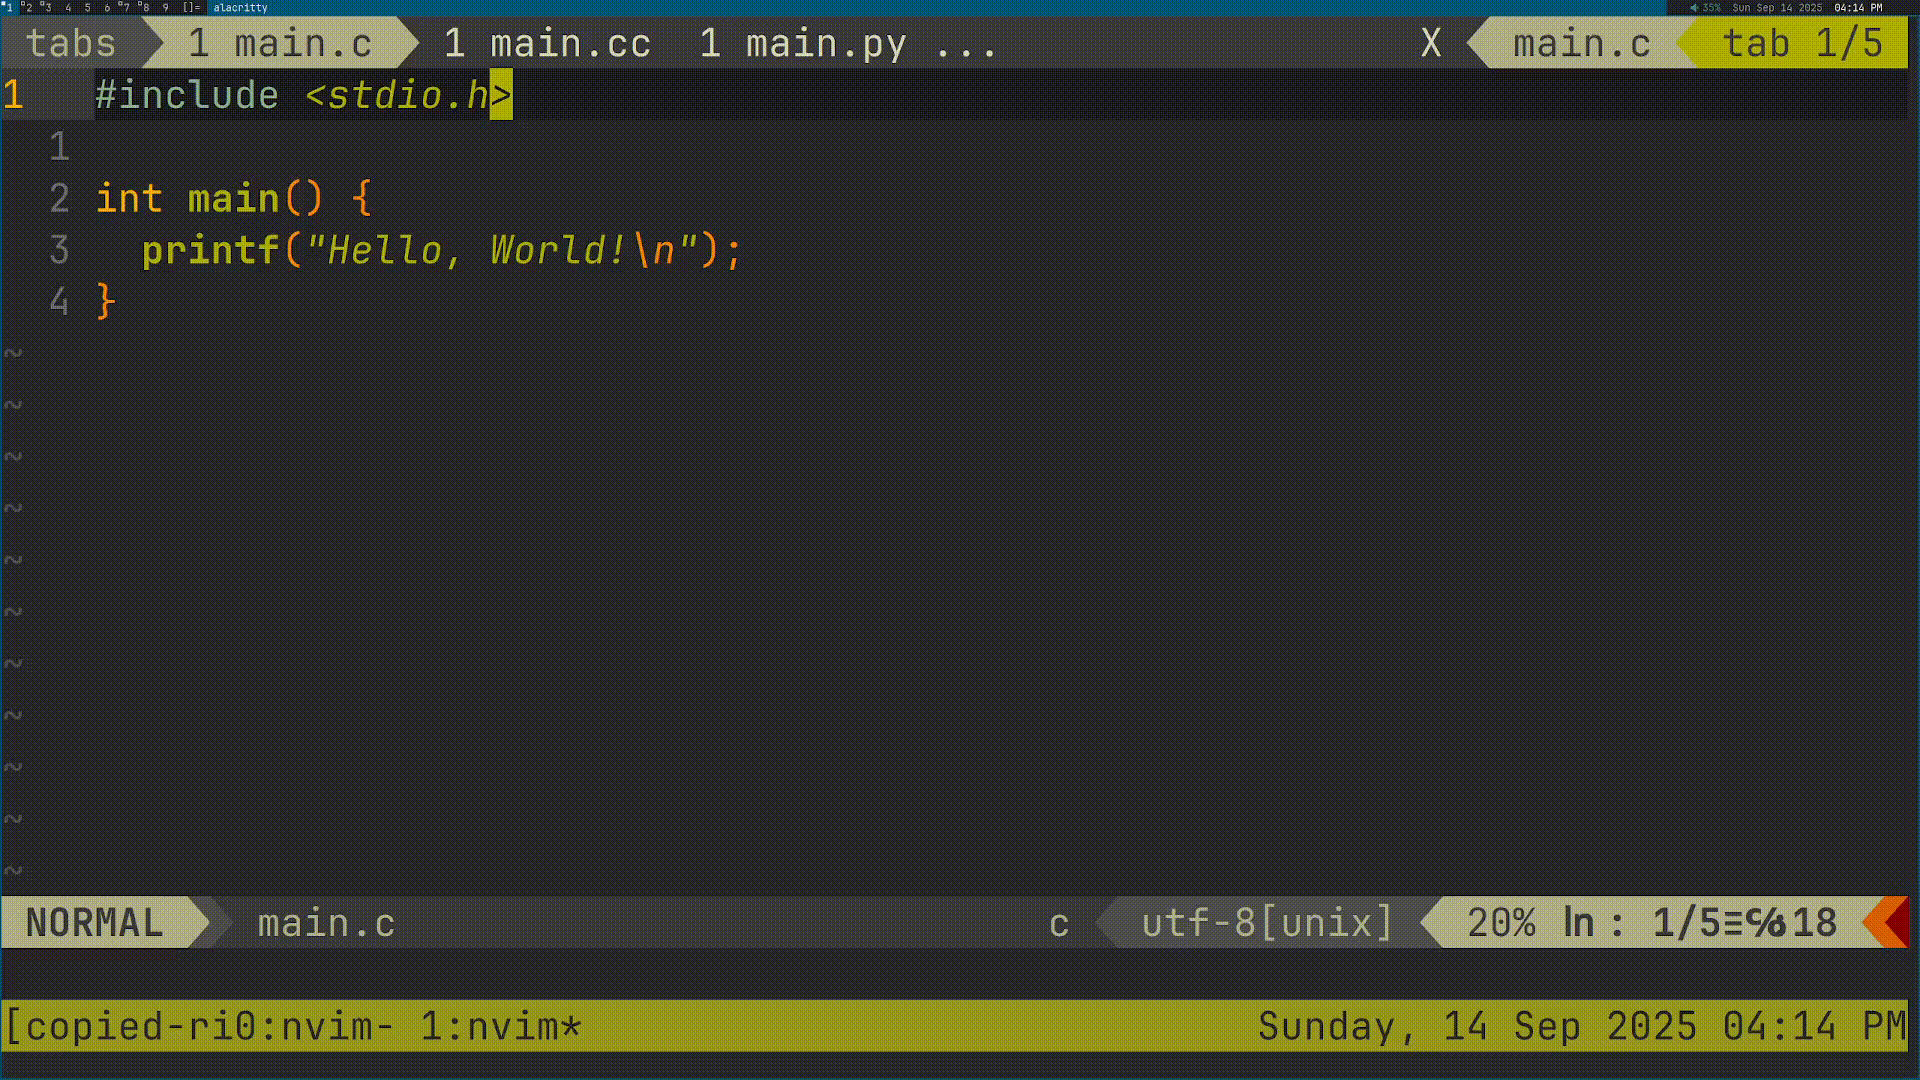 1 2 3 4 5 6 7 8 9 []= alacritty 35% Sun Sep 14 2025 04:14 PM
tabs 1 main.c 1 main.cc 1 main.py ... X main.c tab 1/5
1 #include <stdio.h>
1
2 int main() {
3   printf("Hello, World!\n");
4 }
~
~
~
~
~
~
~
~
~
~
~
NORMAL main.c c utf-8[unix] 20% ln : 1/5≡℅18
[copied-ri0:nvim- 1:nvim* Sunday, 14 Sep 2025 04:14 PM